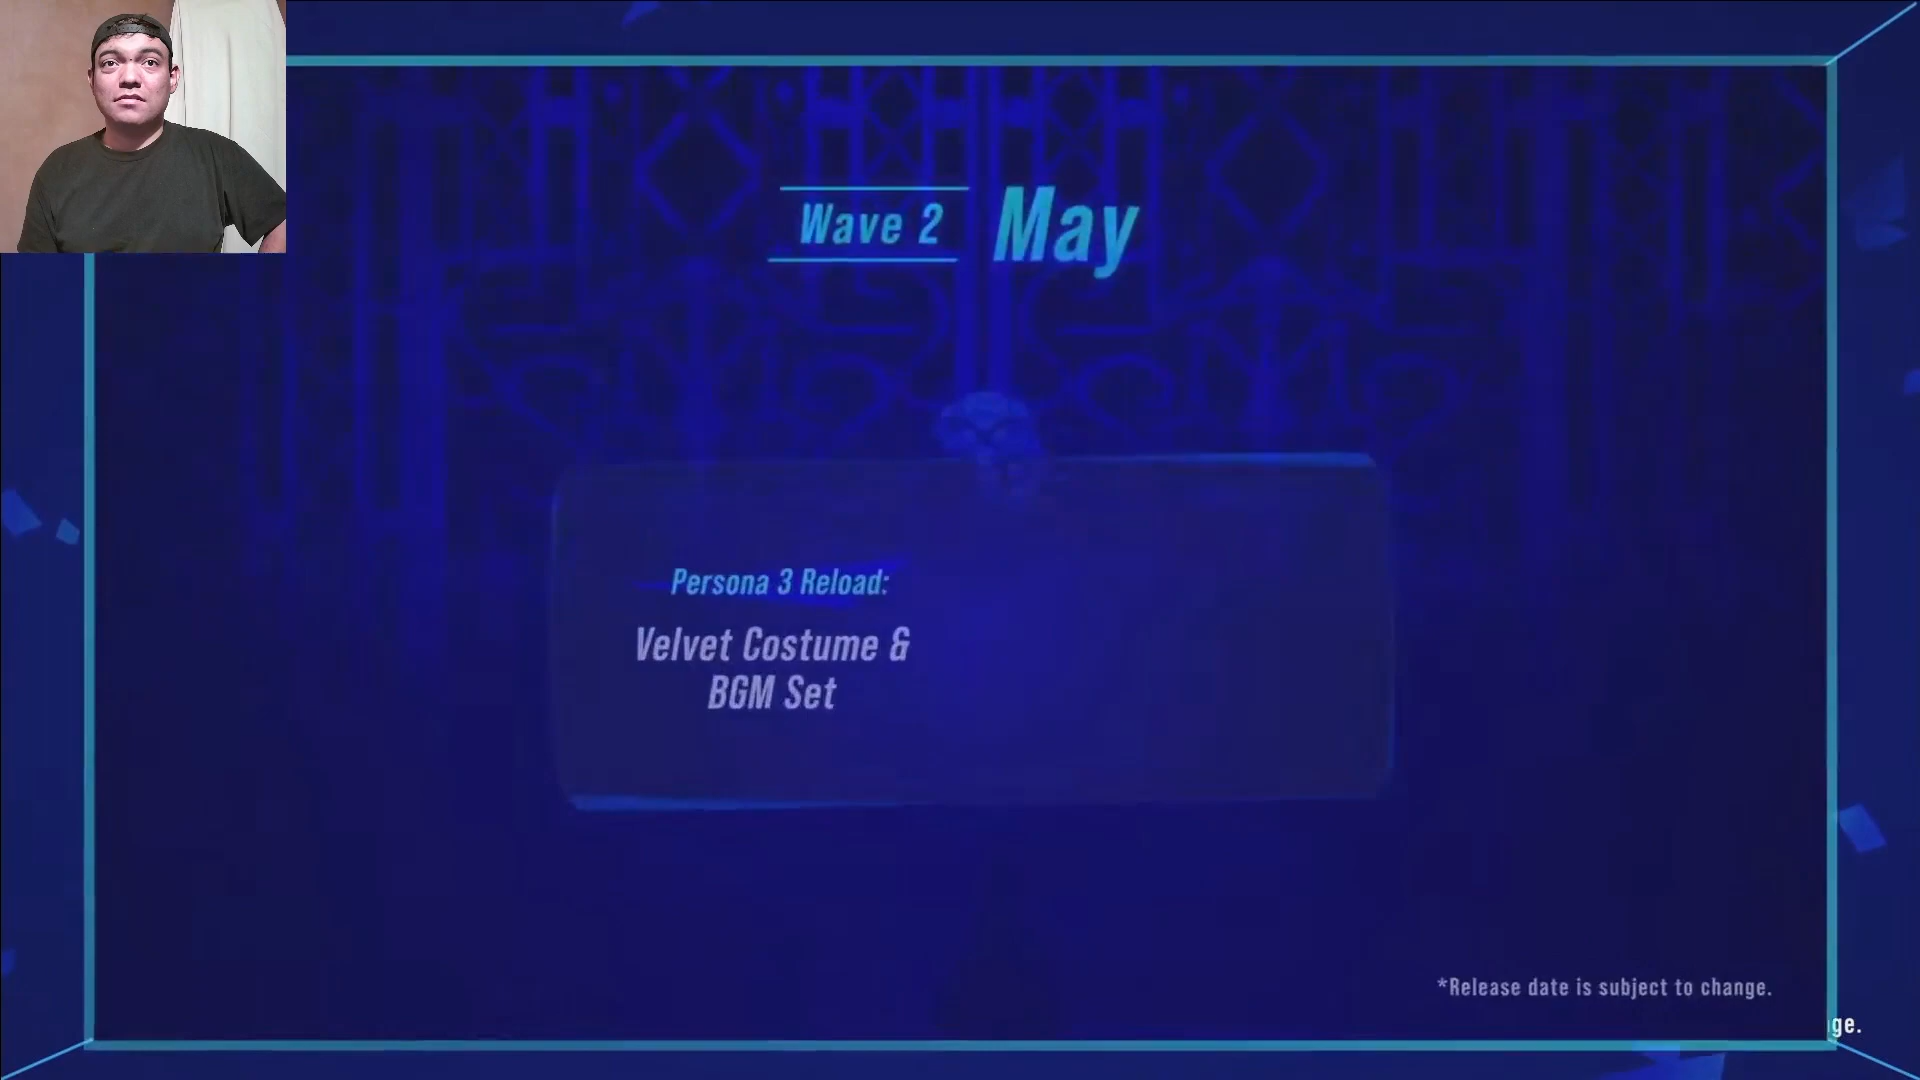 Wave 2 May
Persona 3 Reload:
Velvet Costume &
BGM Set
*Release date is subject to change.
ge.